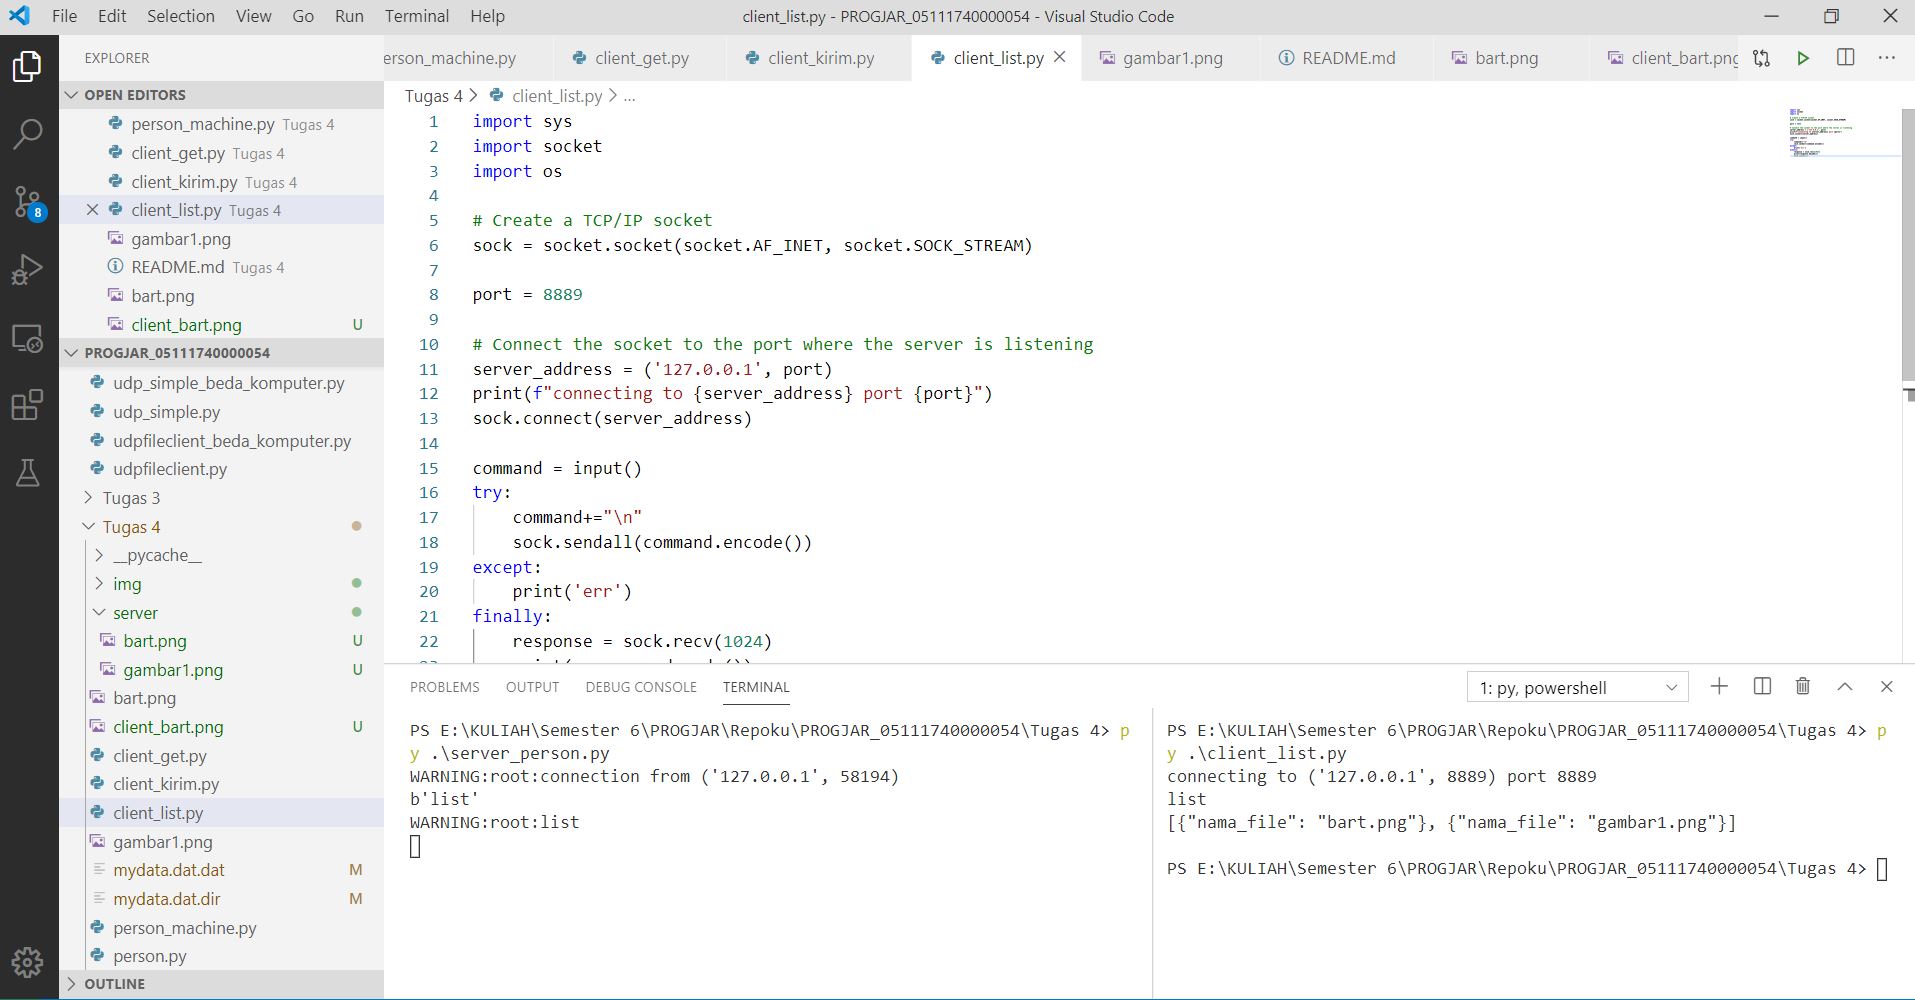 File Edit Selection View Go Run Terminal Help
client_list.py - PROGJAR_05111740000054 - Visual Studio Code
EXPLORER
OPEN EDITORS
person_machine.py Tugas 4
client_get.py Tugas 4
client_kirim.py Tugas 4
client_list.py Tugas 4
gambar1.png
README.md Tugas 4
bart.png
client_bart.png U
8
PROGJAR_05111740000054
udp_simple_beda_komputer.py
udp_simple.py
udpfileclient_beda_komputer.py
udpfileclient.py
Tugas 3
Tugas 4
__pycache__
img
server
bart.png U
gambar1.png U
bart.png
client_bart.png U
client_get.py
client_kirim.py
client_list.py
gambar1.png
mydata.dat.dat M
mydata.dat.dir M
person_machine.py
person.py
OUTLINE
erson_machine.py client_get.py client_kirim.py client_list.py gambar1.png README.md bart.png client_bart.png
Tugas 4 > client_list.py > ...
1 import sys
2 import socket
3 import os
4
5 # Create a TCP/IP socket
6 sock = socket.socket(socket.AF_INET, socket.SOCK_STREAM)
7
8 port = 8889
9
10 # Connect the socket to the port where the server is listening
11 server_address = ('127.0.0.1', port)
12 print(f"connecting to {server_address} port {port}")
13 sock.connect(server_address)
14
15 command = input()
16 try:
17 command+="\n"
18 sock.sendall(command.encode())
19 except:
20 print('err')
21 finally:
22 response = sock.recv(1024)
PROBLEMS OUTPUT DEBUG CONSOLE TERMINAL
1: py, powershell
PS E:\KULIAH\Semester 6\PROGJAR\Repoku\PROGJAR_05111740000054\Tugas 4> p
y .\server_person.py
WARNING:root:connection from ('127.0.0.1', 58194)
b'list'
WARNING:root:list
PS E:\KULIAH\Semester 6\PROGJAR\Repoku\PROGJAR_05111740000054\Tugas 4> p
y .\client_list.py
connecting to ('127.0.0.1', 8889) port 8889
list
[{"nama_file": "bart.png"}, {"nama_file": "gambar1.png"}]
PS E:\KULIAH\Semester 6\PROGJAR\Repoku\PROGJAR_05111740000054\Tugas 4>